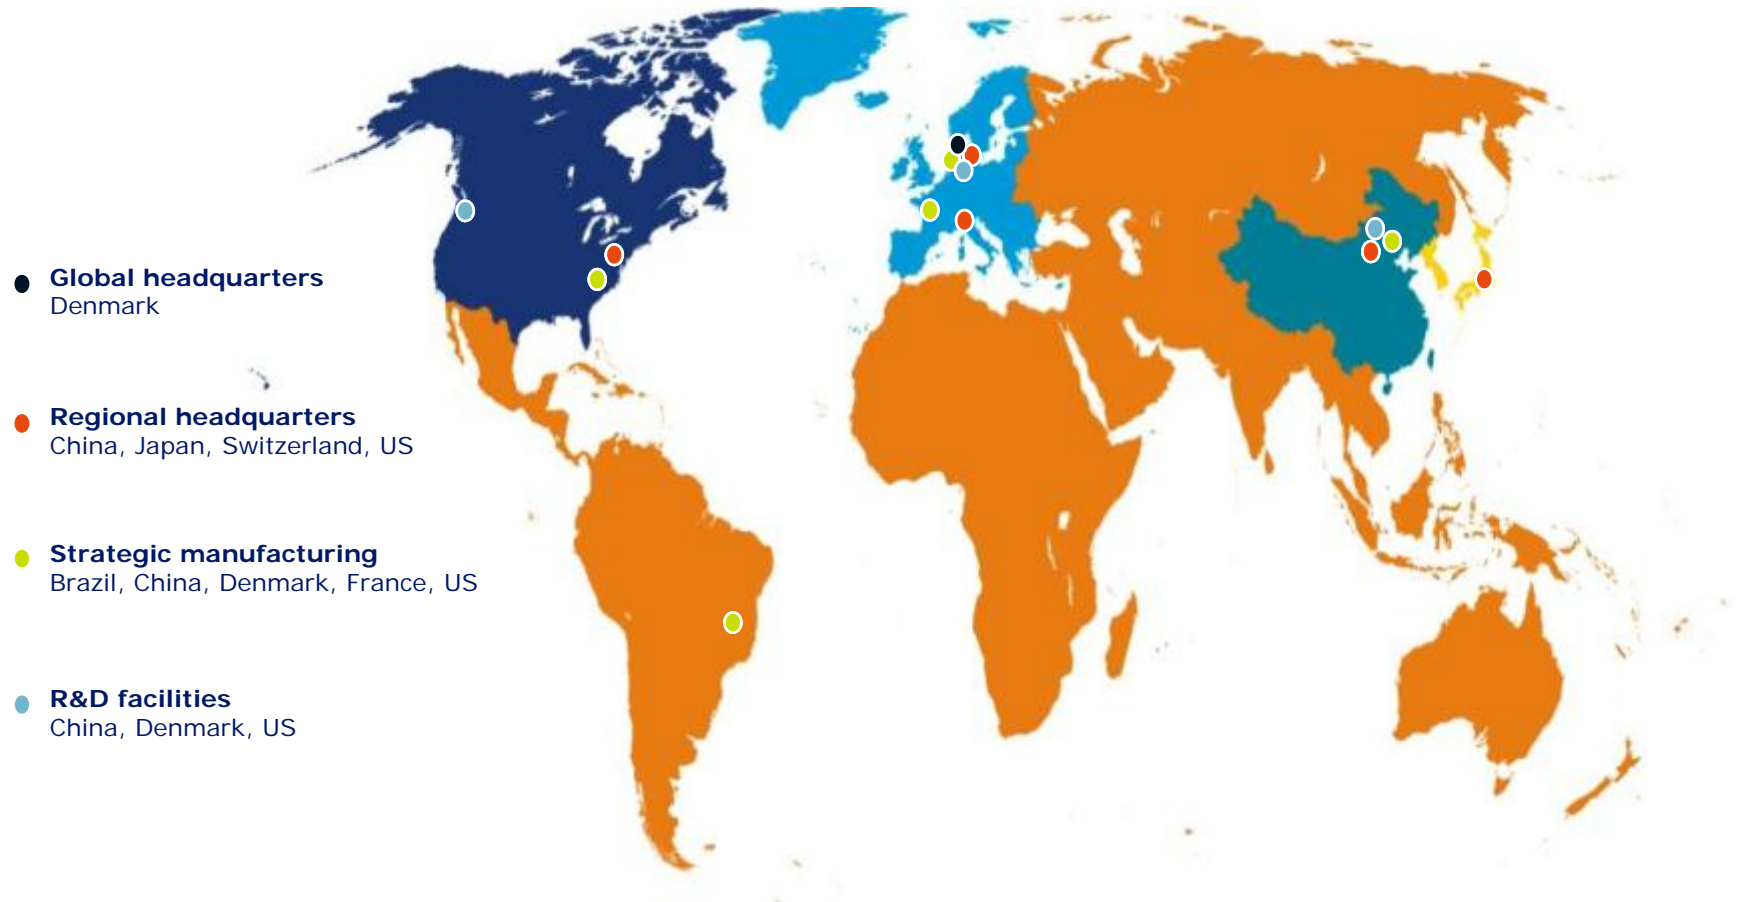 Global headquarters
Denmark
Regional headquarters
China, Japan, Switzerland, US
Strategic manufacturing
Brazil, China, Denmark, France, US
R&D facilities
China, Denmark, US